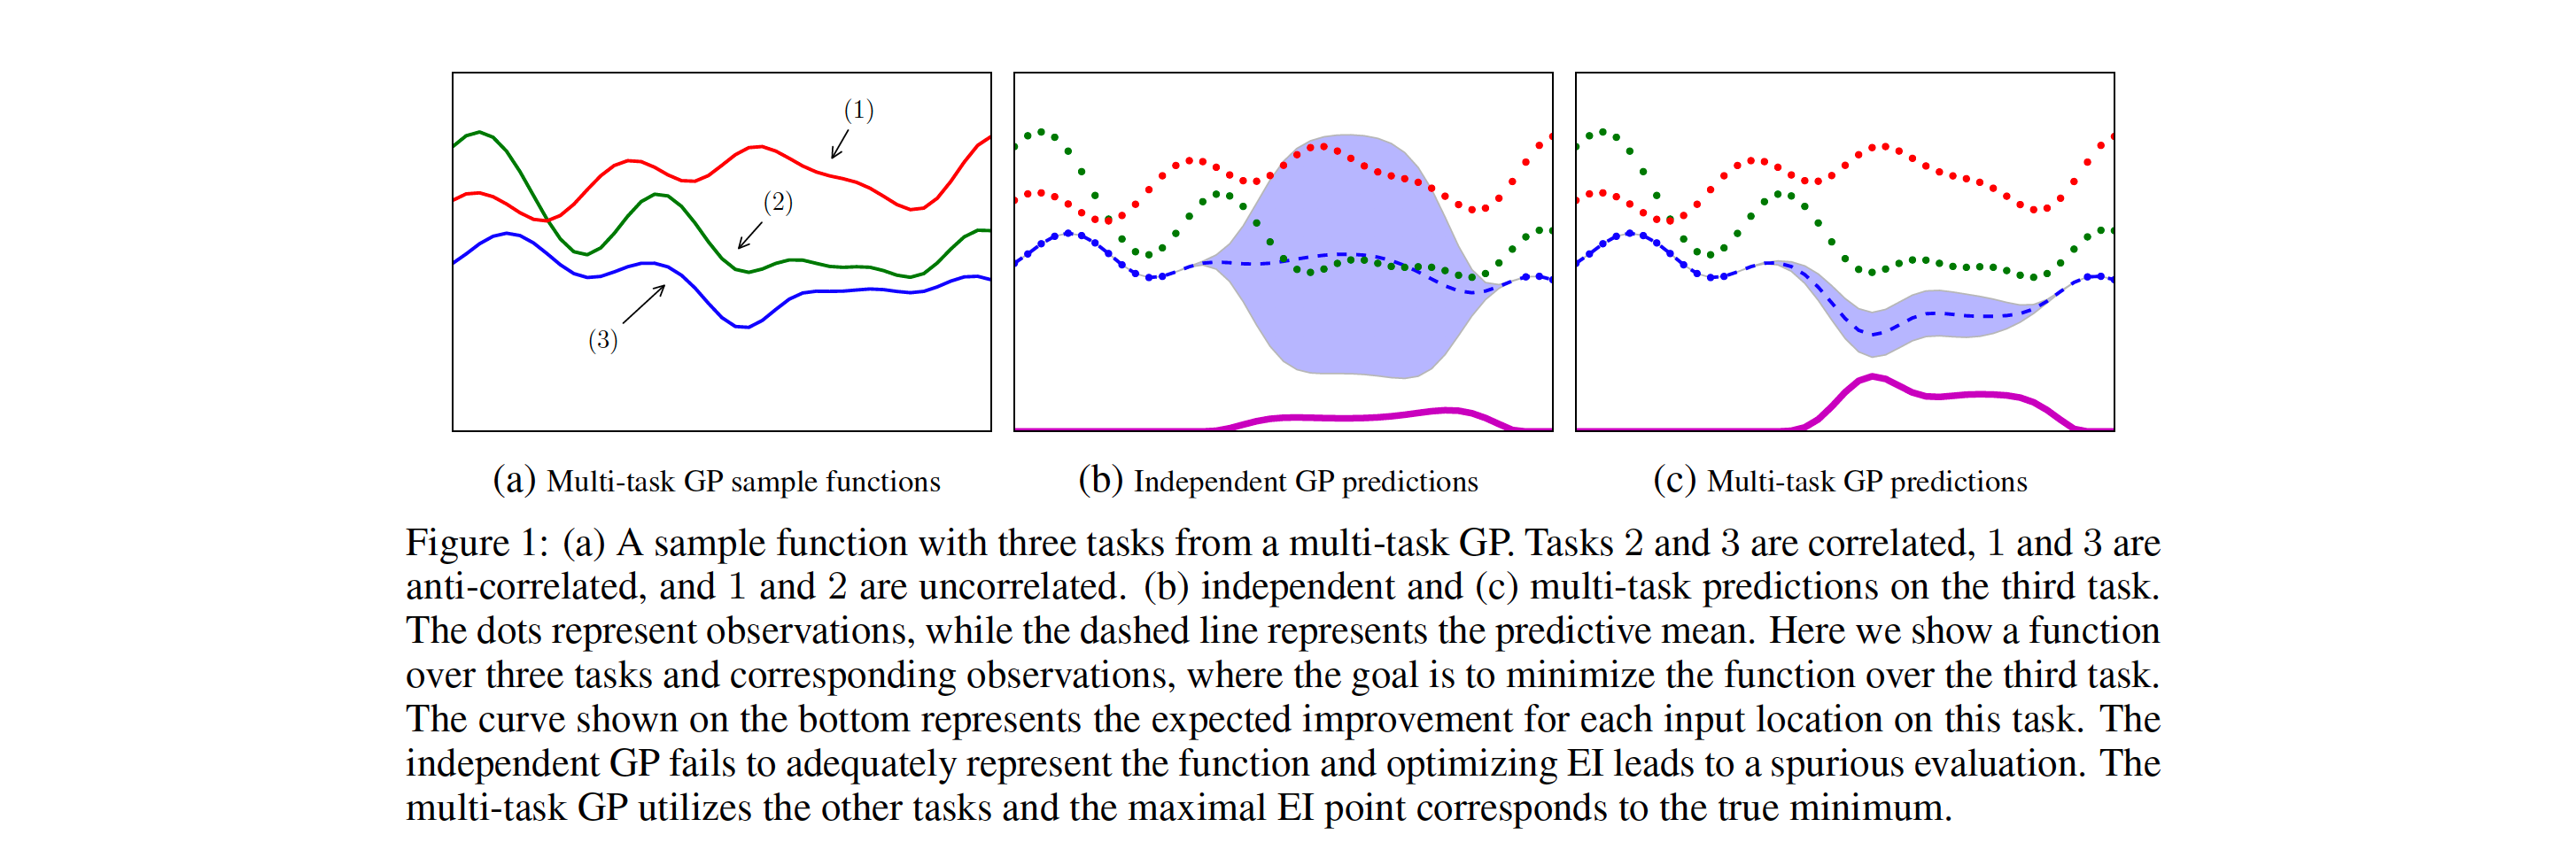 (1)
(2)
(3)
(a) Multi-task GP sample functions
(b) Independent GP predictions
(c) Multi-task GP predictions
Figure 1: (a) A sample function with three tasks from a multi-task GP. Tasks 2 and 3 are correlated, 1 and 3 are
anti-correlated, and 1 and 2 are uncorrelated. (b) independent and (c) multi-task predictions on the third task.
The dots represent observations, while the dashed line represents the predictive mean. Here we show a function
over three tasks and corresponding observations, where the goal is to minimize the function over the third task.
The curve shown on the bottom represents the expected improvement for each input location on this task. The
independent GP fails to adequately represent the function and optimizing EI leads to a spurious evaluation. The
multi-task GP utilizes the other tasks and the maximal EI point corresponds to the true minimum.